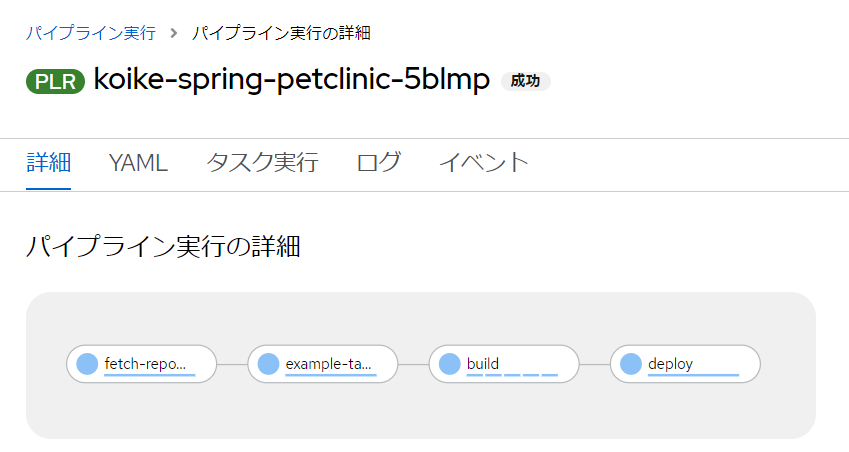 パイプライン実行 > パイプライン実行の詳細
PLR koike-spring-petclinic-5blmp 成功
詳細 YAML タスク実行 ログ イベント
パイプライン実行の詳細
fetch-repo... example-ta... build deploy